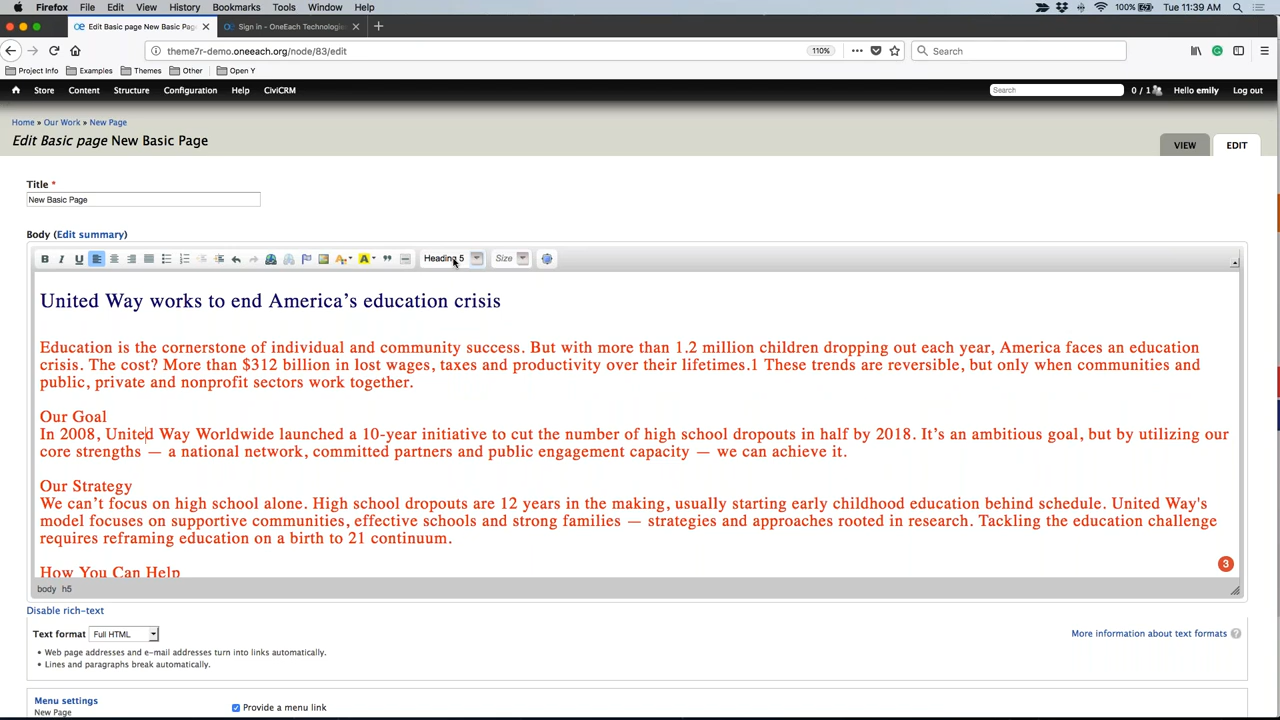 Firefox File Edit View History Bookmarks Tools Window Help 100% Tue 11:39 AM
Edit Basic page New Basic Pag × Sign in - OneEach Technologie × +
theme7r-demo.oneeach.org/node/83/edit 110% Search
Project Info Examples Themes Other Open Y
Store Content Structure Configuration Help CiviCRM Search 0 / 1 Hello emily Log out
Home » Our Work » New Page
Edit Basic page New Basic Page VIEW EDIT
Title *
New Basic Page
Body (Edit summary)
Heading 5 Size
United Way works to end America’s education crisis
Education is the cornerstone of individual and community success. But with more than 1.2 million children dropping out each year, America faces an education
crisis. The cost? More than $312 billion in lost wages, taxes and productivity over their lifetimes.1 These trends are reversible, but only when communities and
public, private and nonprofit sectors work together.
Our Goal
In 2008, United Way Worldwide launched a 10-year initiative to cut the number of high school dropouts in half by 2018. It’s an ambitious goal, but by utilizing our
core strengths — a national network, committed partners and public engagement capacity — we can achieve it.
Our Strategy
We can’t focus on high school alone. High school dropouts are 12 years in the making, usually starting early childhood education behind schedule. United Way's
model focuses on supportive communities, effective schools and strong families — strategies and approaches rooted in research. Tackling the education challenge
requires reframing education on a birth to 21 continuum.
How You Can Help
3
body h5
Disable rich-text
Text format Full HTML More information about text formats ?
• Web page addresses and e-mail addresses turn into links automatically.
• Lines and paragraphs break automatically.
Menu settings
New Page
Provide a menu link